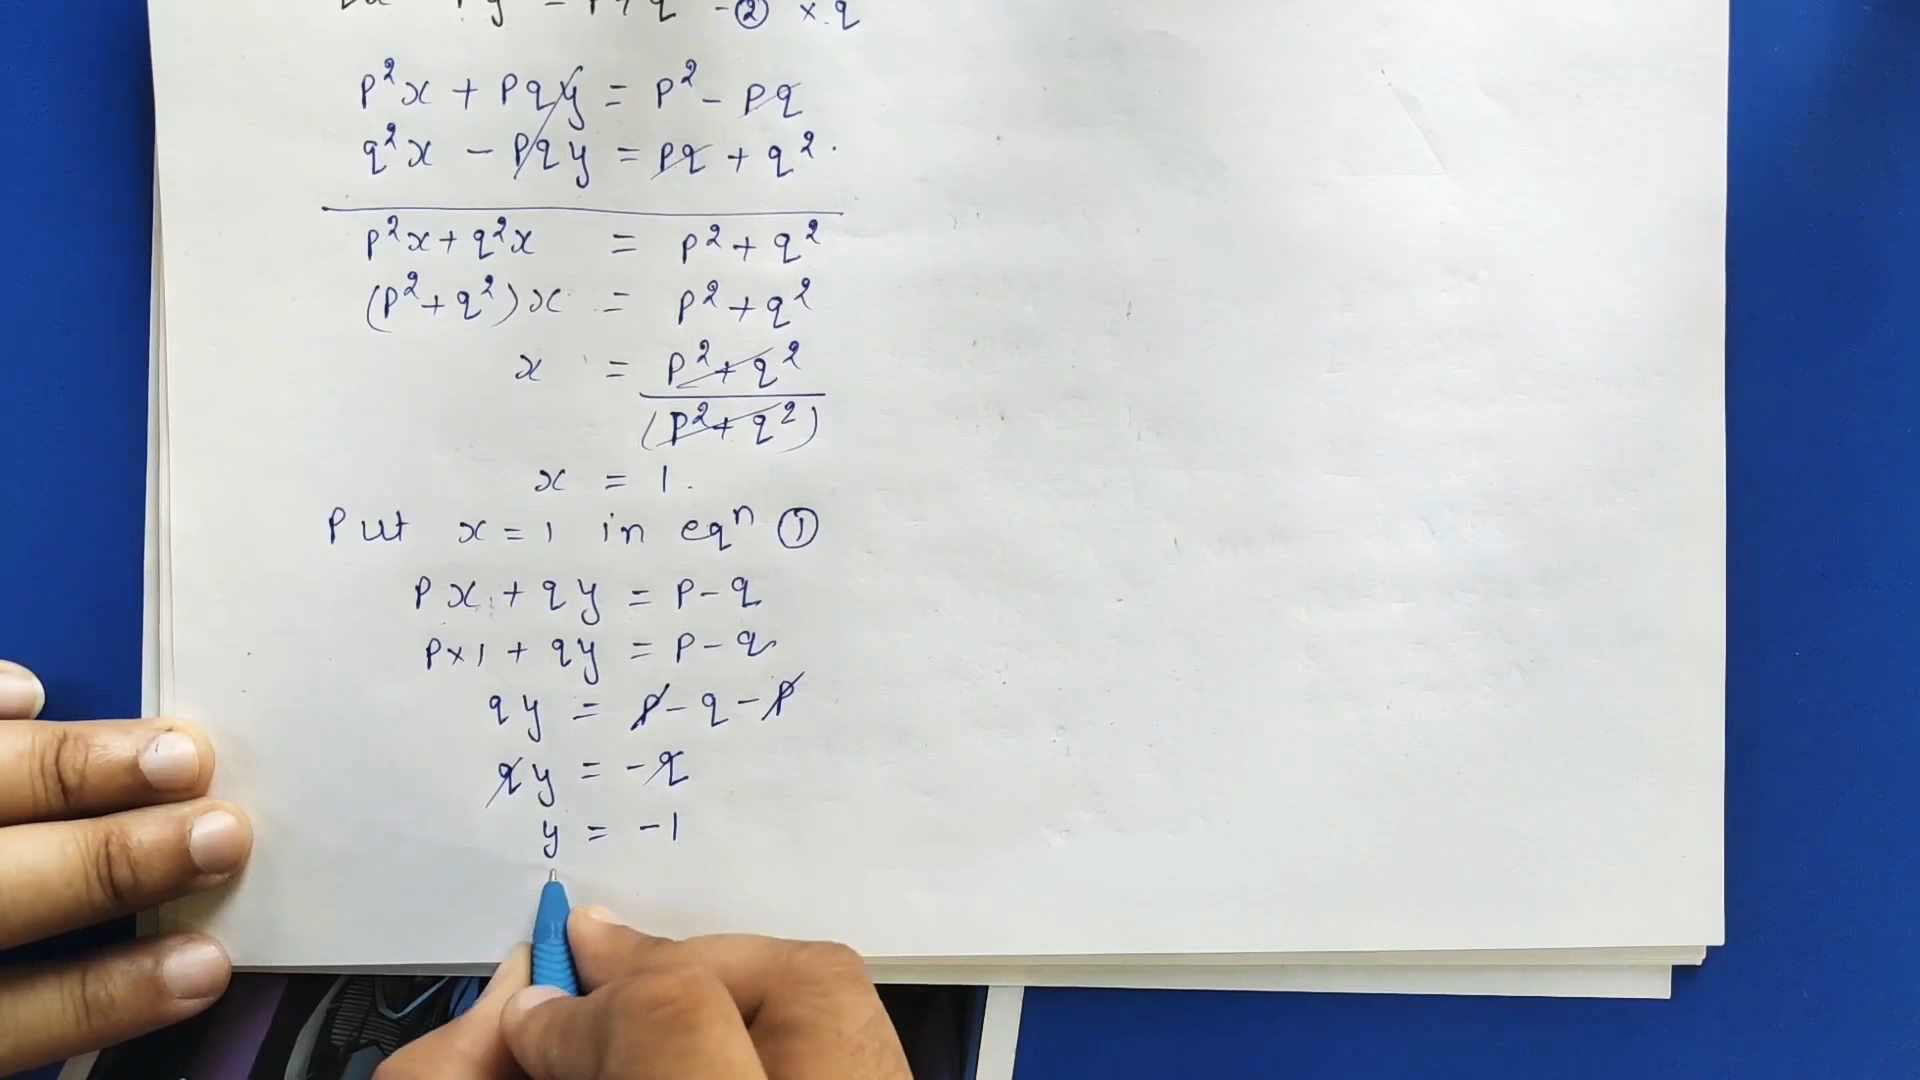 y = p + q - ② × q
p²x + pqy = p² - pq
q²x - pqy = pq + q².
p²x + q²x = p² + q²
(p²+ q²)x = p² + q²
x = p² + q²
(p² + q²)
x = 1.
Put x = 1 in eqⁿ ①
px + qy = p - q
p×1 + qy = p - q
qy = p - q - p
qy = -q
y = -1